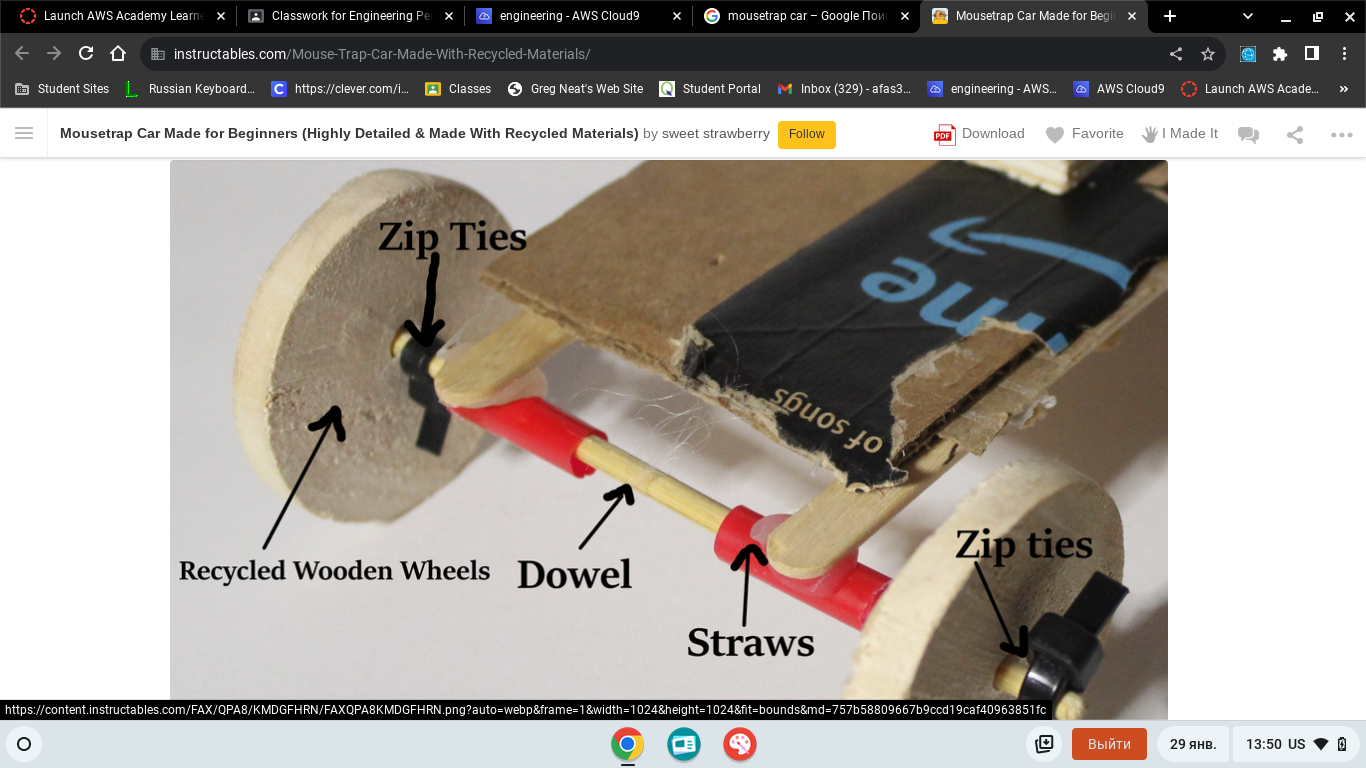 Launch AWS Academy Learne
Classwork for Engineering Pe
engineering - AWS Cloud9
mousetrap car – Google Пои
Mousetrap Car Made for Begi
instructables.com/Mouse-Trap-Car-Made-With-Recycled-Materials/
Student Sites
Russian Keyboard...
https://clever.com/i...
Classes
Greg Neat's Web Site
Student Portal
Inbox (329) - afas3...
engineering - AWS...
AWS Cloud9
Launch AWS Acade...
Mousetrap Car Made for Beginners (Highly Detailed & Made With Recycled Materials) by sweet strawberry
Follow
PDF
Download
Favorite
I Made It
Zip Ties
me
of songs
Zip ties
Recycled Wooden Wheels
Dowel
Straws
https://content.instructables.com/FAX/QPA8/KMDGFHRN/FAXQPA8KMDGFHRN.png?auto=webp&frame=1&width=1024&height=1024&fit=bounds&md=757b58809667b9ccd19caf40963851fc
Выйти
29 янв.
13:50 US